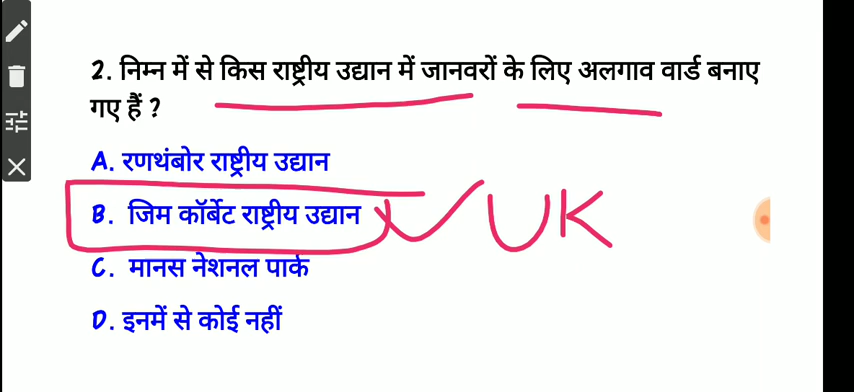 2. निम्न में से किस राष्ट्रीय उद्यान में जानवरों के लिए अलगाव वार्ड बनाए
गए हैं ?
A. रणथंबोर राष्ट्रीय उद्यान
B. जिम कॉर्बेट राष्ट्रीय उद्यान UK
C. मानस नेशनल पार्क
D. इनमें से कोई नहीं